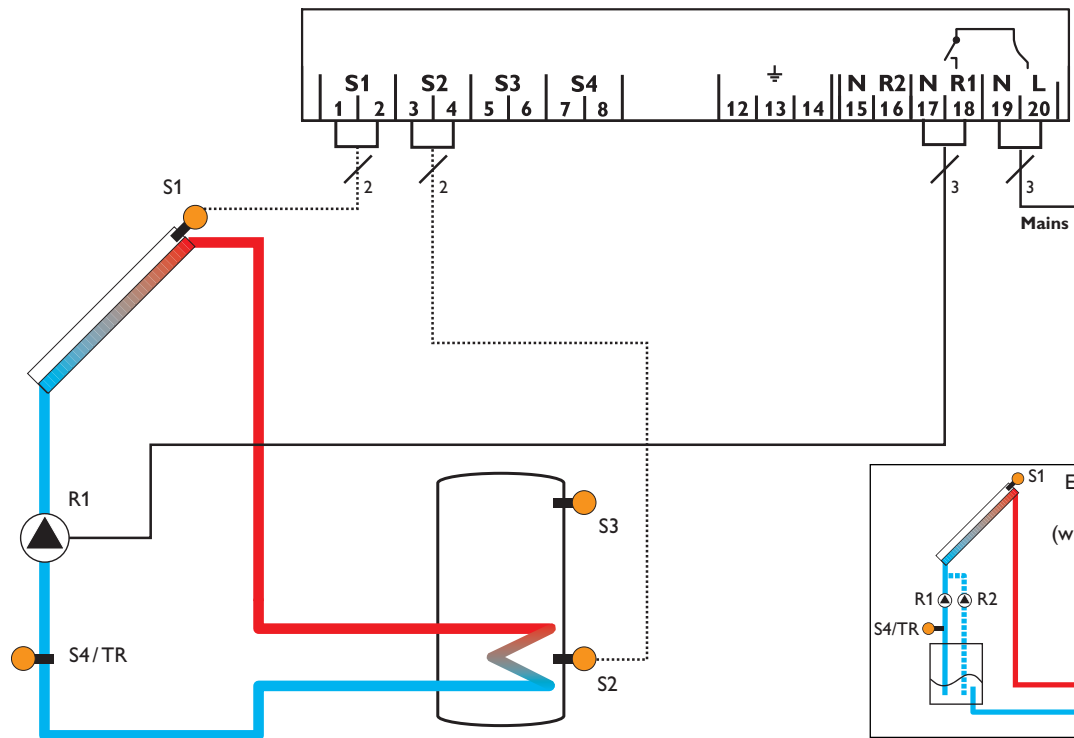 S1 S2 S3 S4 ⏚ N R2 N R1 N L
1 2 3 4 5 6 7 8 12 13 14 15 16 17 18 19 20
2 2 3 3
Mains
S1
R1
S4/TR
S3
S2
S1 E
(w
R1 R2
S4/TR